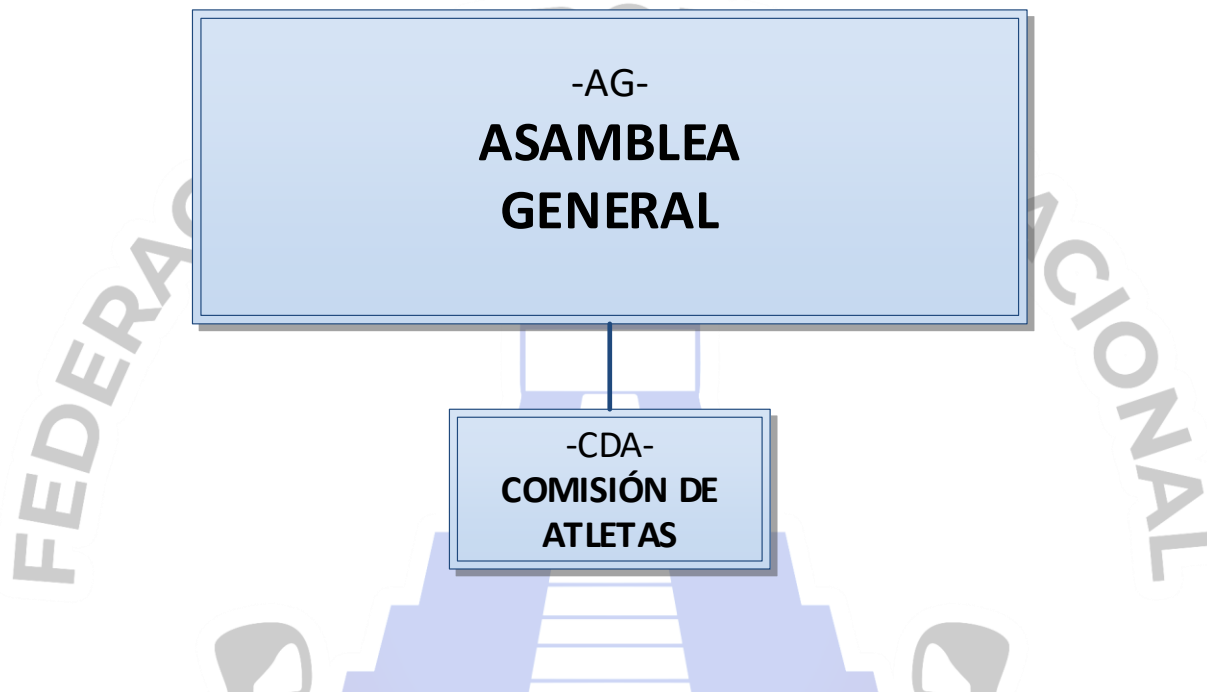 -AG-
ASAMBLEA
GENERAL
-CDA-
COMISIÓN DE
ATLETAS